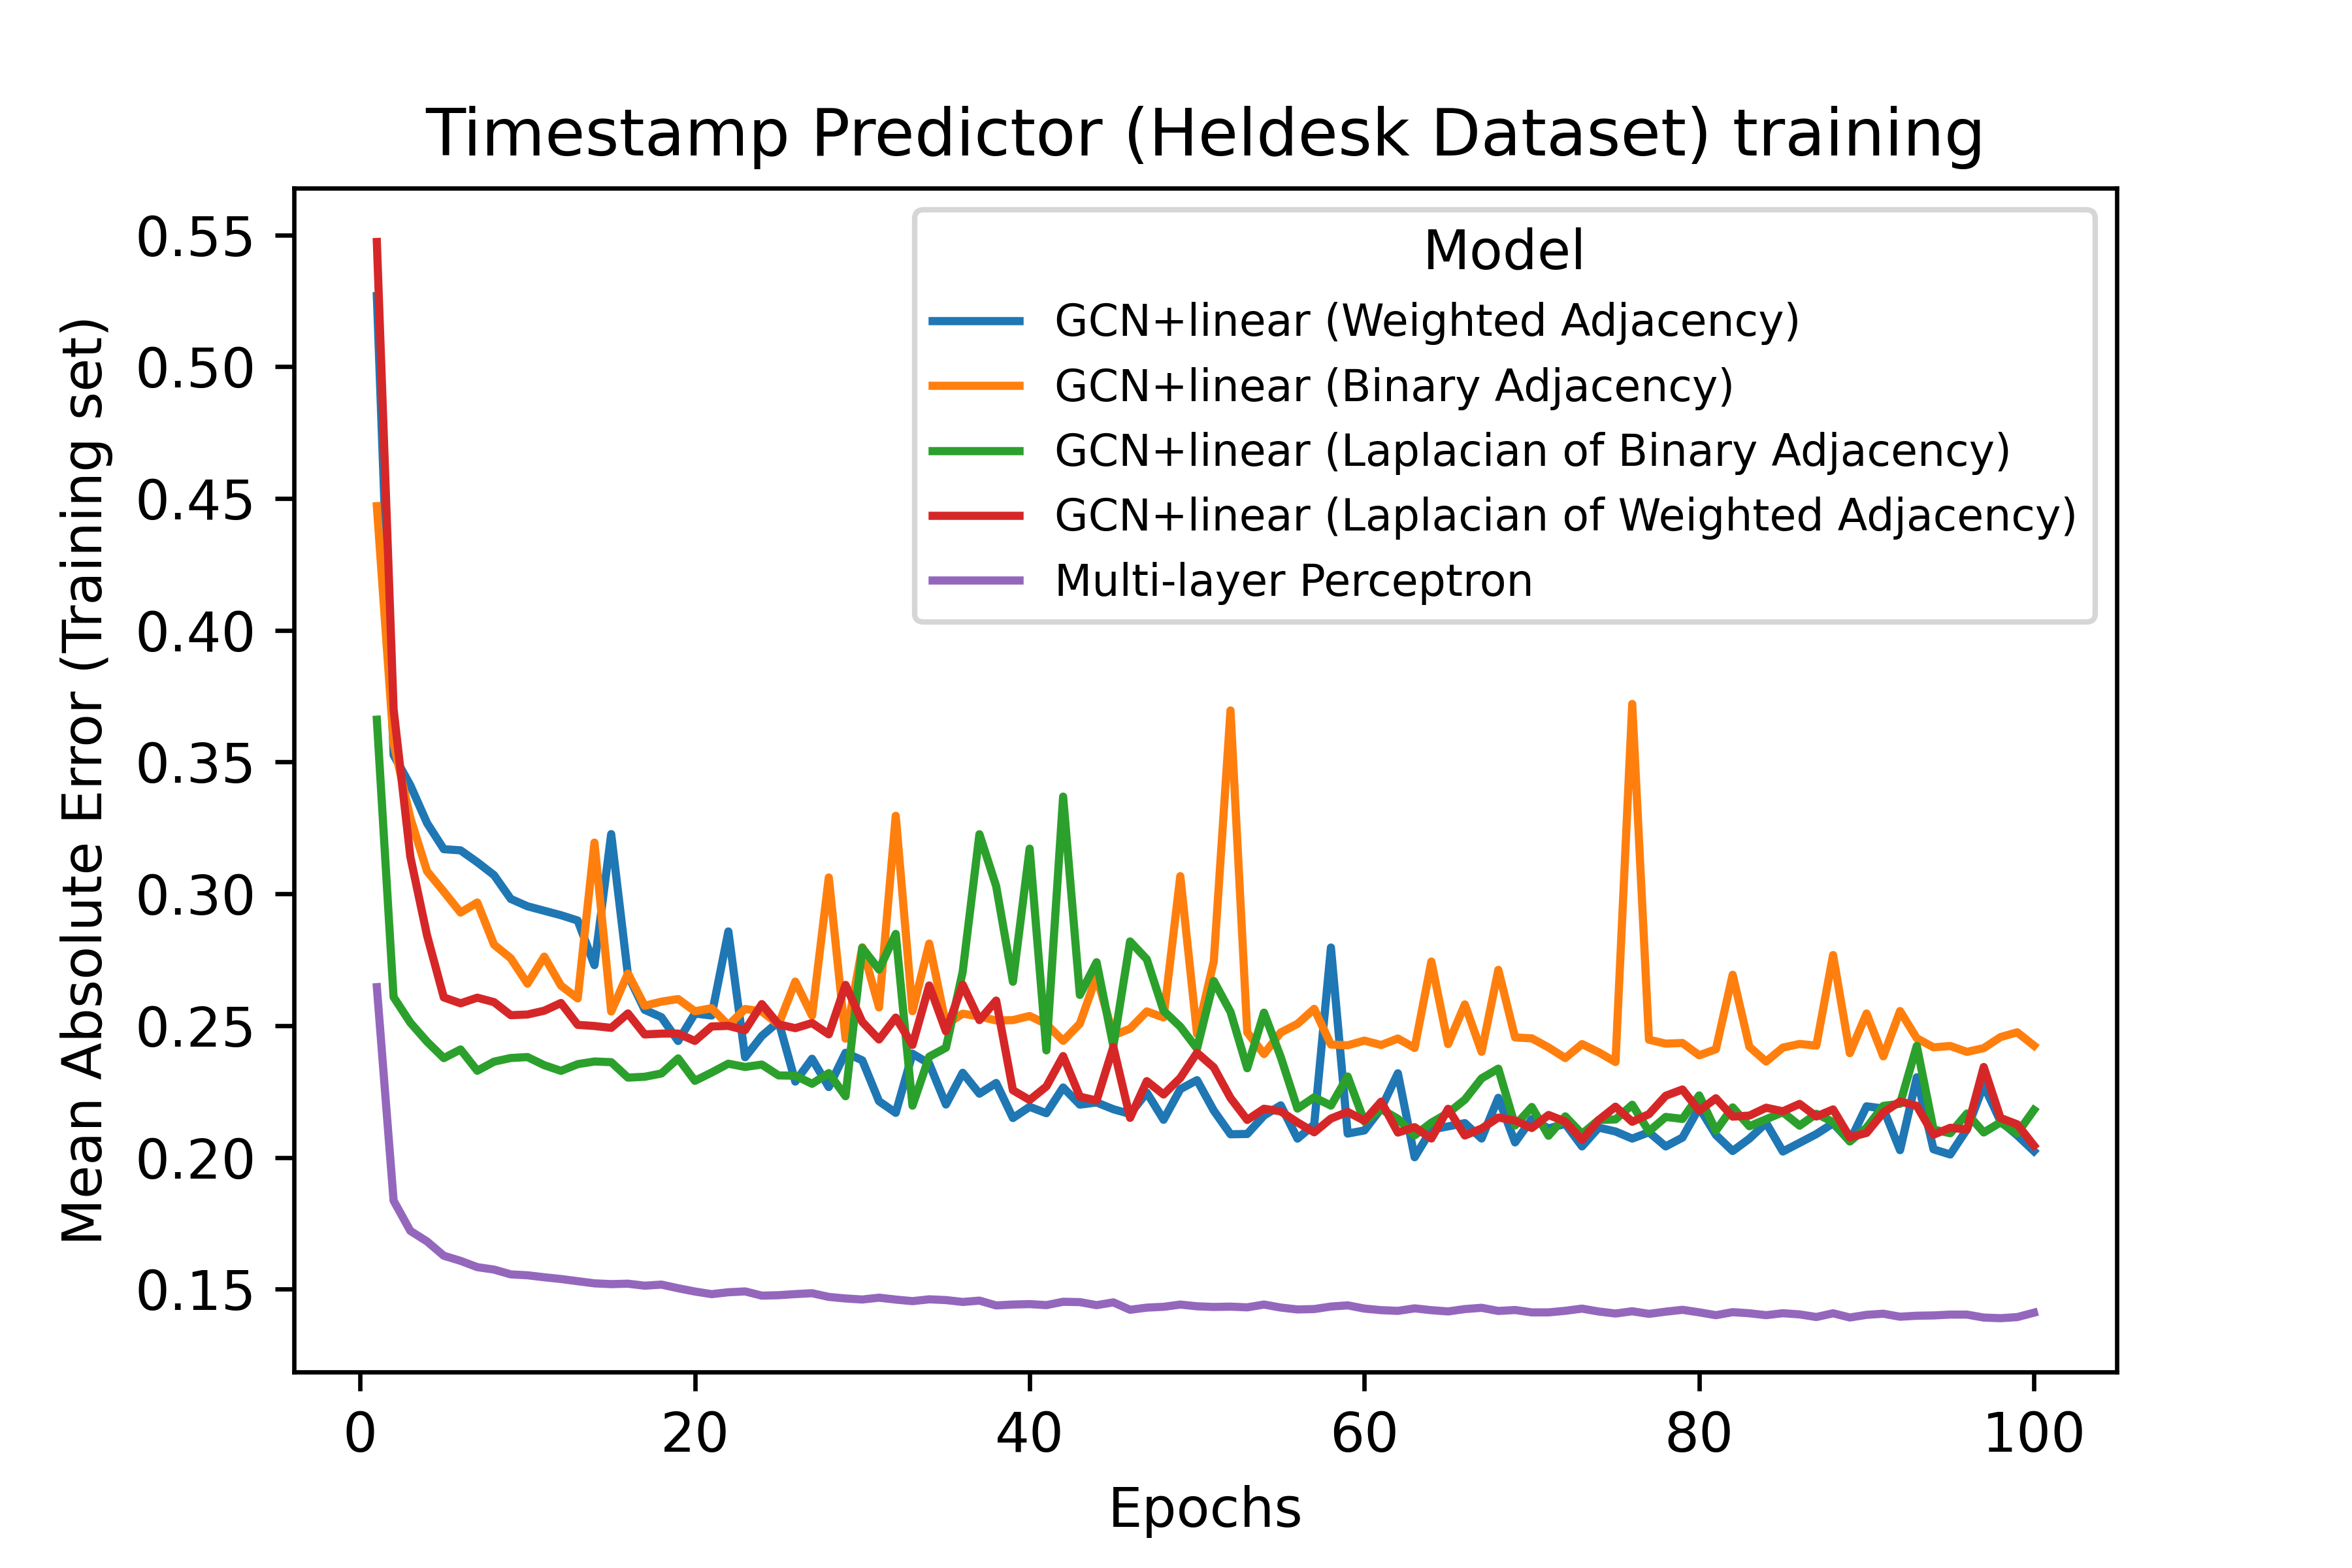 Timestamp Predictor (Heldesk Dataset) training
Mean Absolute Error (Training set)
0.55
0.50
0.45
0.40
0.35
0.30
0.25
0.20
0.15
Model
GCN+linear (Weighted Adjacency)
GCN+linear (Binary Adjacency)
GCN+linear (Laplacian of Binary Adjacency)
GCN+linear (Laplacian of Weighted Adjacency)
Multi-layer Perceptron
0 20 40 60 80 100
Epochs